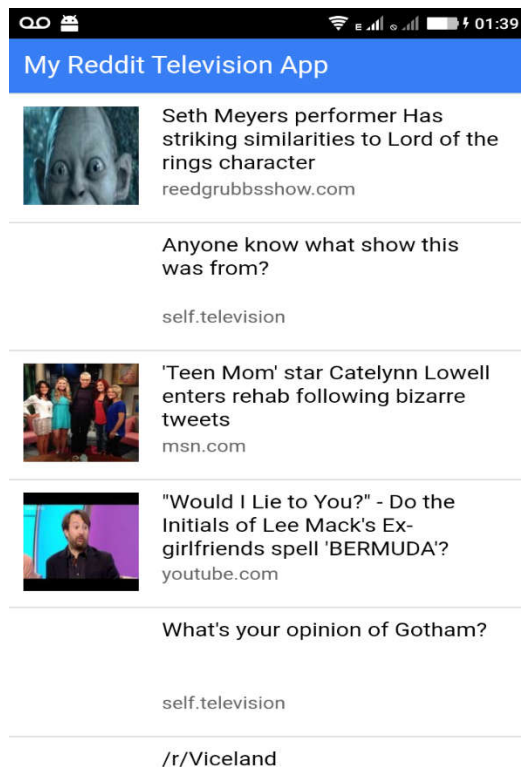 E 01:39
My Reddit Television App
Seth Meyers performer Has
striking similarities to Lord of the
rings character
reedgrubbsshow.com
Anyone know what show this
was from?
self.television
'Teen Mom' star Catelynn Lowell
enters rehab following bizarre
tweets
msn.com
"Would I Lie to You?" - Do the
Initials of Lee Mack's Ex-
girlfriends spell 'BERMUDA'?
youtube.com
What's your opinion of Gotham?
self.television
/r/Viceland